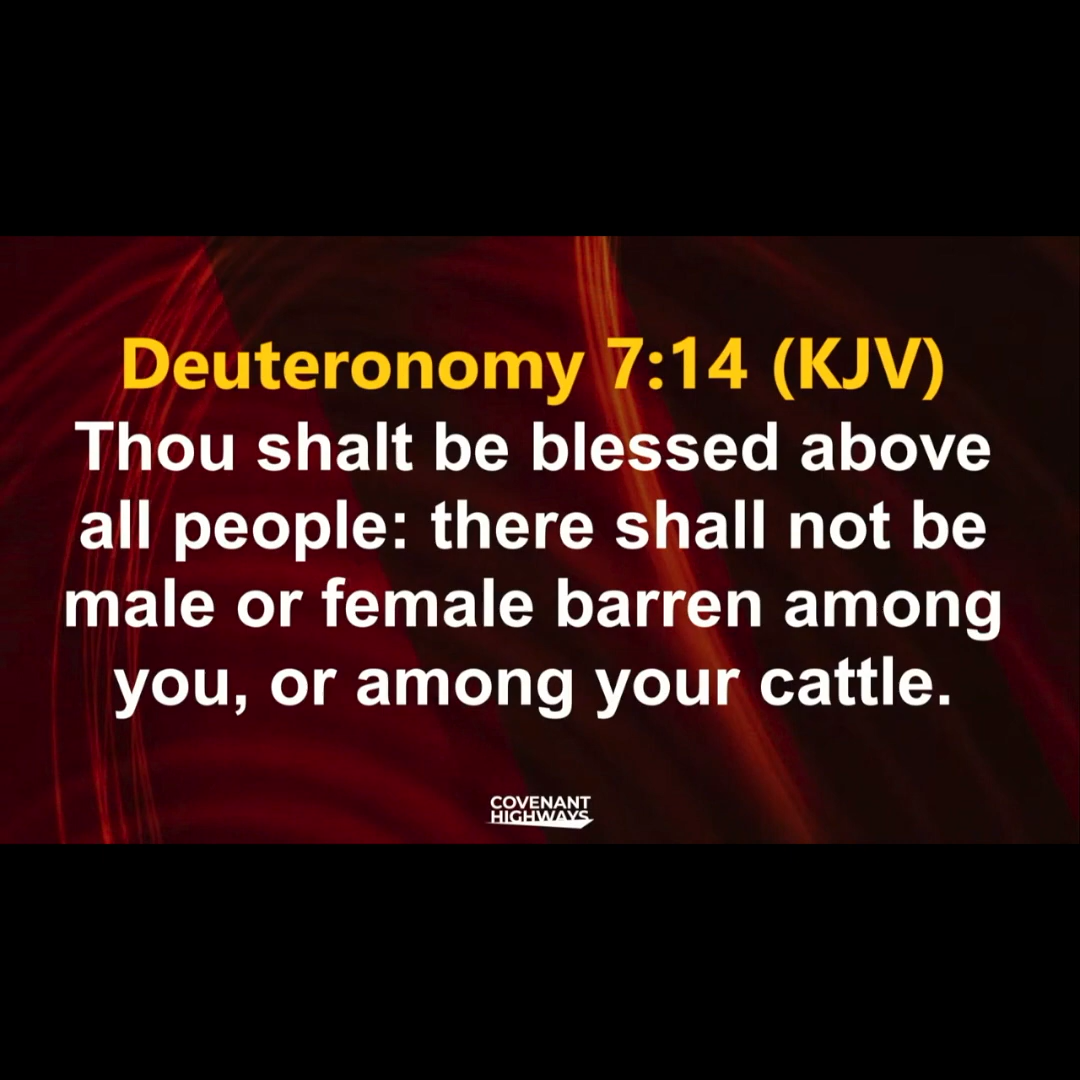 Deuteronomy 7:14 (KJV)
Thou shalt be blessed above
all people: there shall not be
male or female barren among
you, or among your cattle.
COVENANT
HIGHWAYS